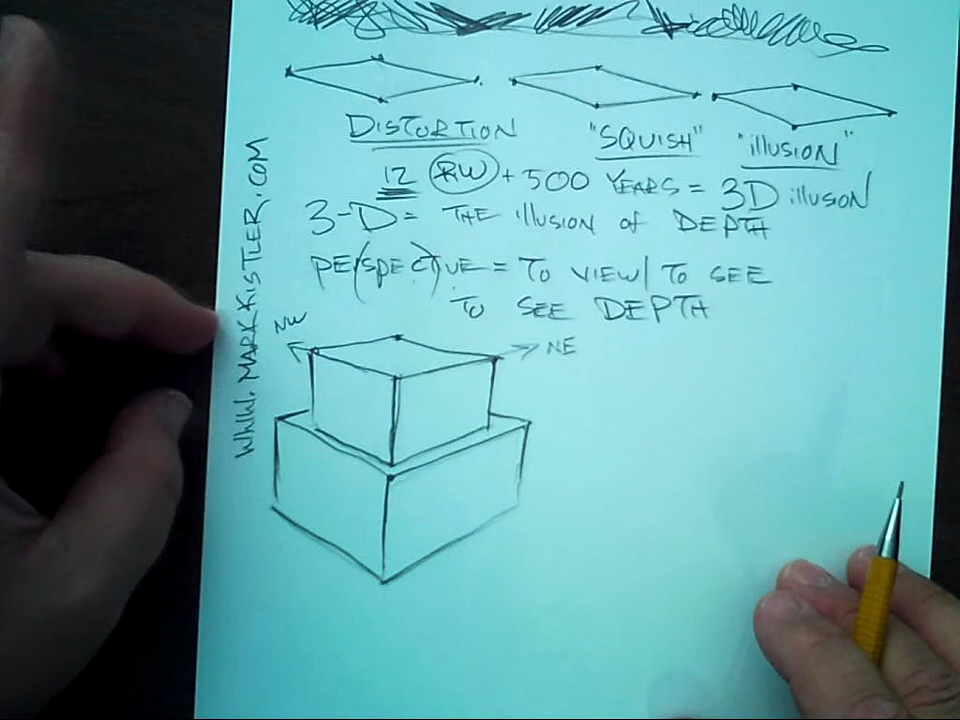 DISTORTION "SQUISH" "illUSION"
12 RW + 500 YEARS = 3D illUSON
3-D = THE illUSION of DEPTH
PERSPECTIVE = TO VIEW/TO SEE
TO SEE DEPTH
NW
NE
WWW.MARKKISTLER.COM